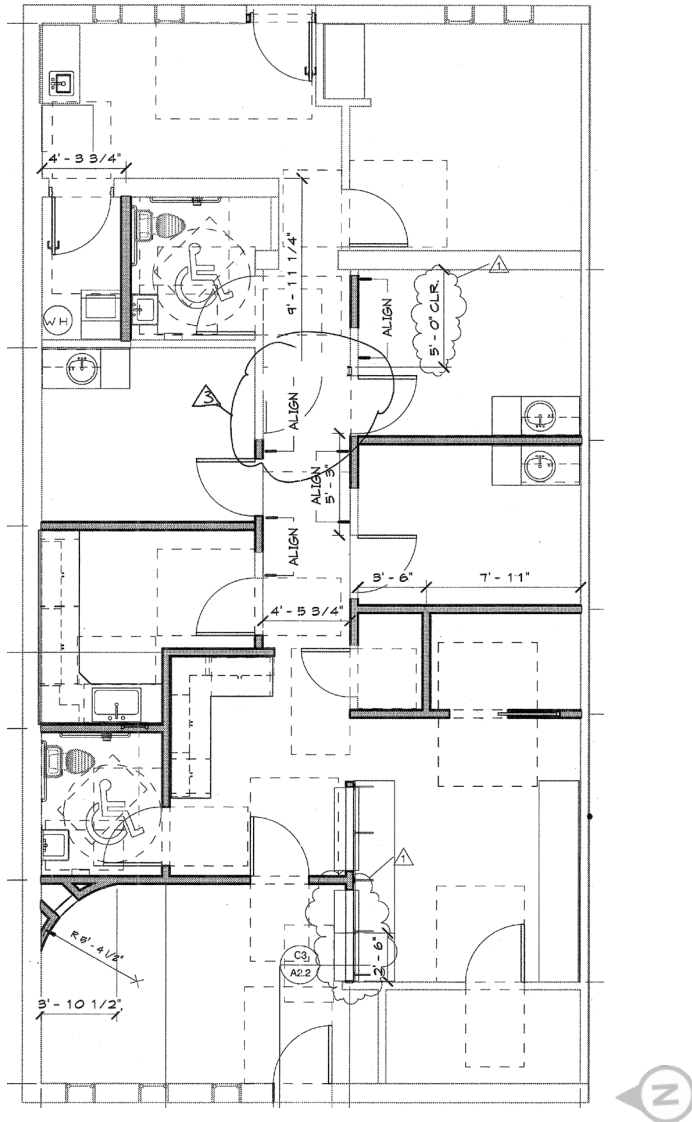 4' - 3 3/4"
9' - 11 1/4"
ALIGN
5' - 0" CLR.
1
WH
3
ALIGN
ALIGN
5' - 3"
ALIGN
3' - 6"
7' - 11"
4' - 5 3/4"
1
R5' - 4 1/2"
C3
A2.2
2' - 6"
3' - 10 1/2"
N